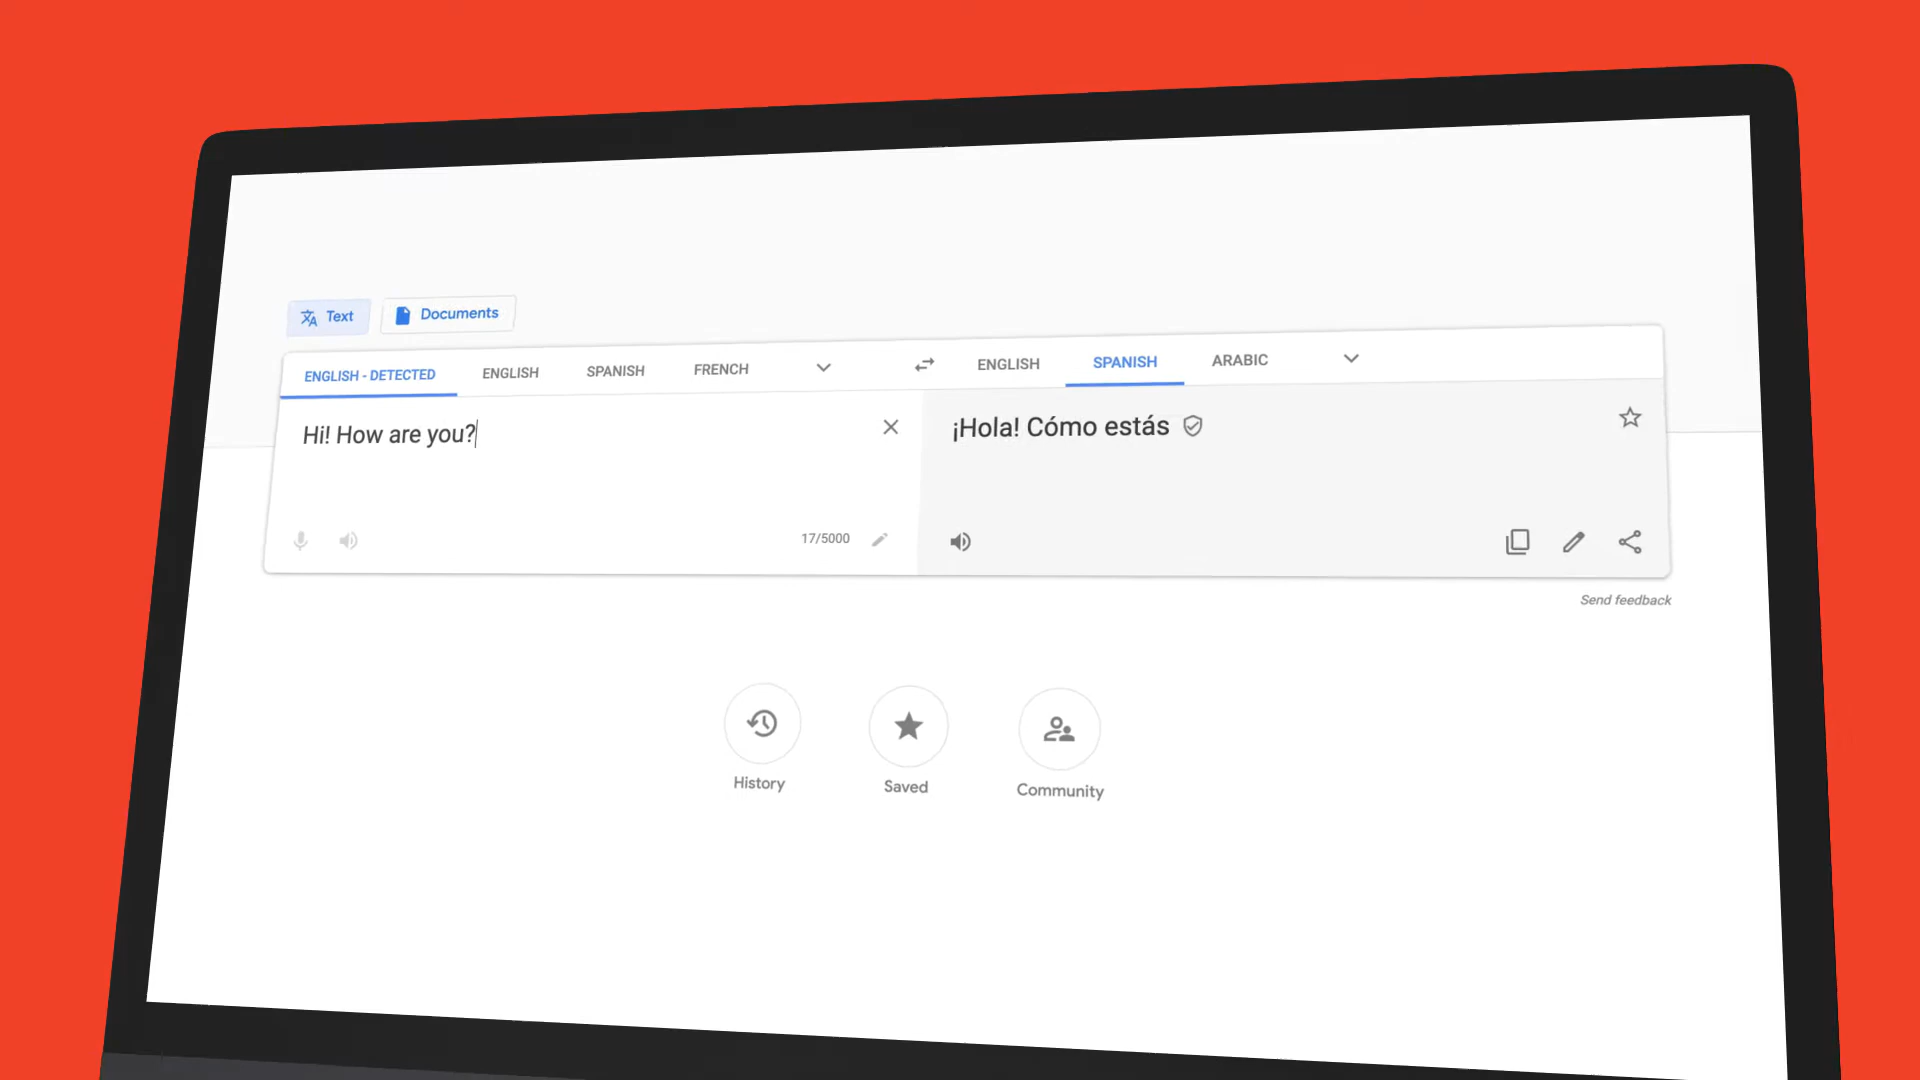 Text
Documents
ENGLISH - DETECTED ENGLISH SPANISH FRENCH ENGLISH SPANISH ARABIC
Hi! How are you?
¡Hola! Cómo estás
17/5000
Send feedback
History
Saved
Community